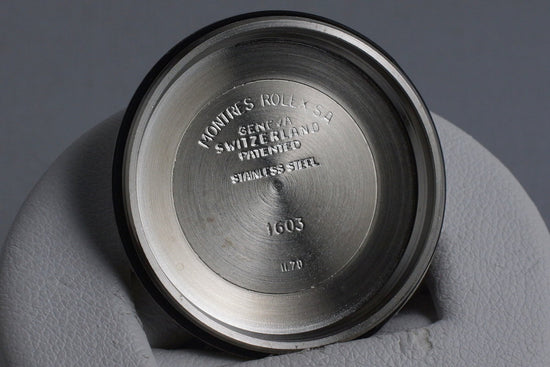 MONTRES ROLEX SA
GENEVA
SWITZERLAND
PATENTED
STAINLESS STEEL
1603
II.70